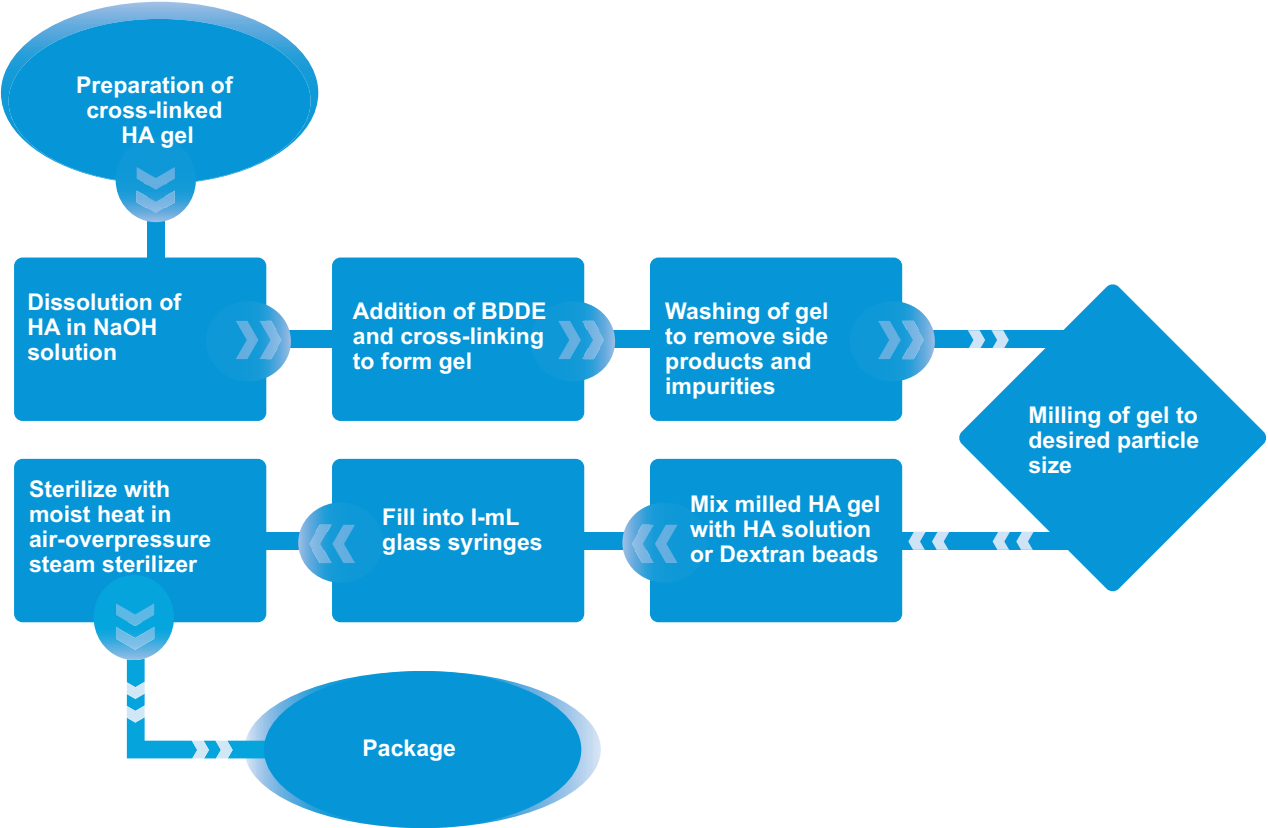 Preparation of
cross-linked
HA gel
Dissolution of
HA in NaOH
solution
Addition of BDDE
and cross-linking
to form gel
Washing of gel
to remove side
products and
impurities
Milling of gel to
desired particle
size
Mix milled HA gel
with HA solution
or Dextran beads
Fill into I-mL
glass syringes
Sterilize with
moist heat in
air-overpressure
steam sterilizer
Package